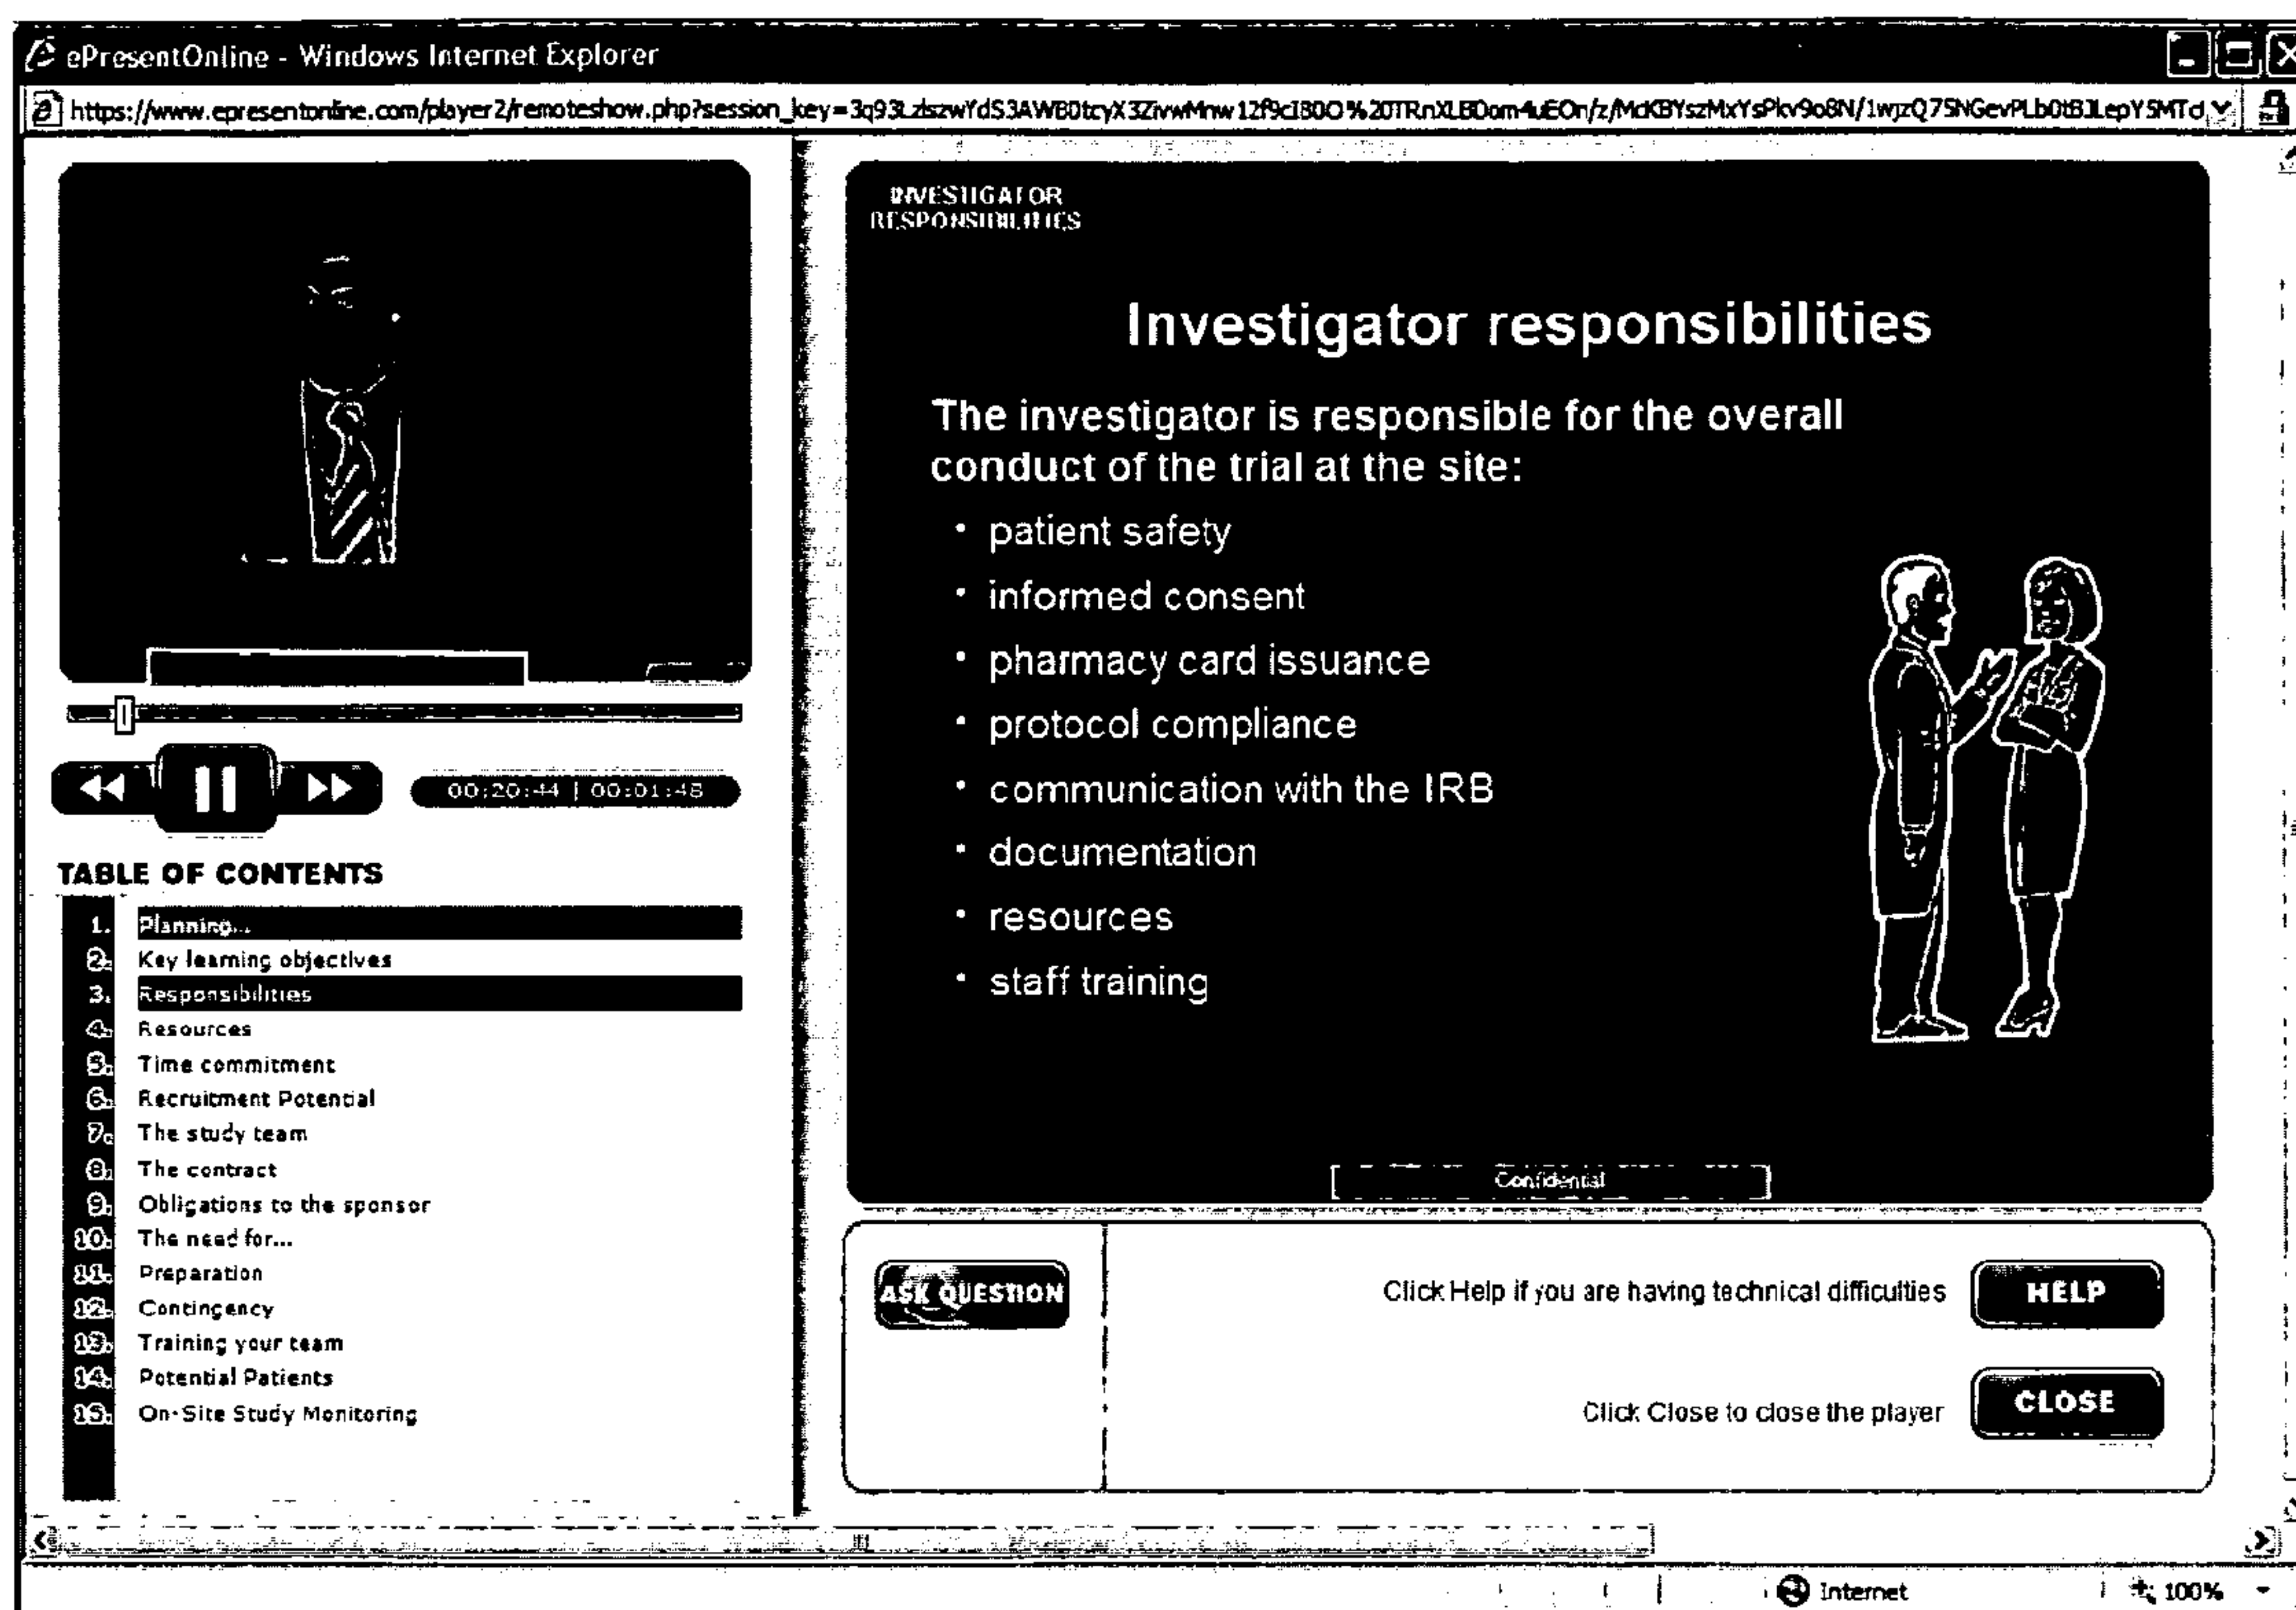 ePresentOnline - Windows Internet Explorer
INVESTIGATOR
RESPONSIBILITIES
Investigator responsibilities
The investigator is responsible for the overall
conduct of the trial at the site:
• patient safety
• informed consent
• pharmacy card issuance
• protocol compliance
• communication with the IRB
• documentation
• resources
• staff training
Confidential
00:20:44 | 00:01:48
TABLE OF CONTENTS
1. Planning...
2. Key learning objectives
3. Responsibilities
4. Resources
5. Time commitment
6. Recruitment Potential
7. The study team
8. The contract
9. Obligations to the sponsor
10. The need for...
11. Preparation
12. Contingency
13. Training your team
14. Potential Patients
15. On-Site Study Monitoring
ASK QUESTION
Click Help if you are having technical difficulties HELP
Click Close to close the player CLOSE
Internet 100%